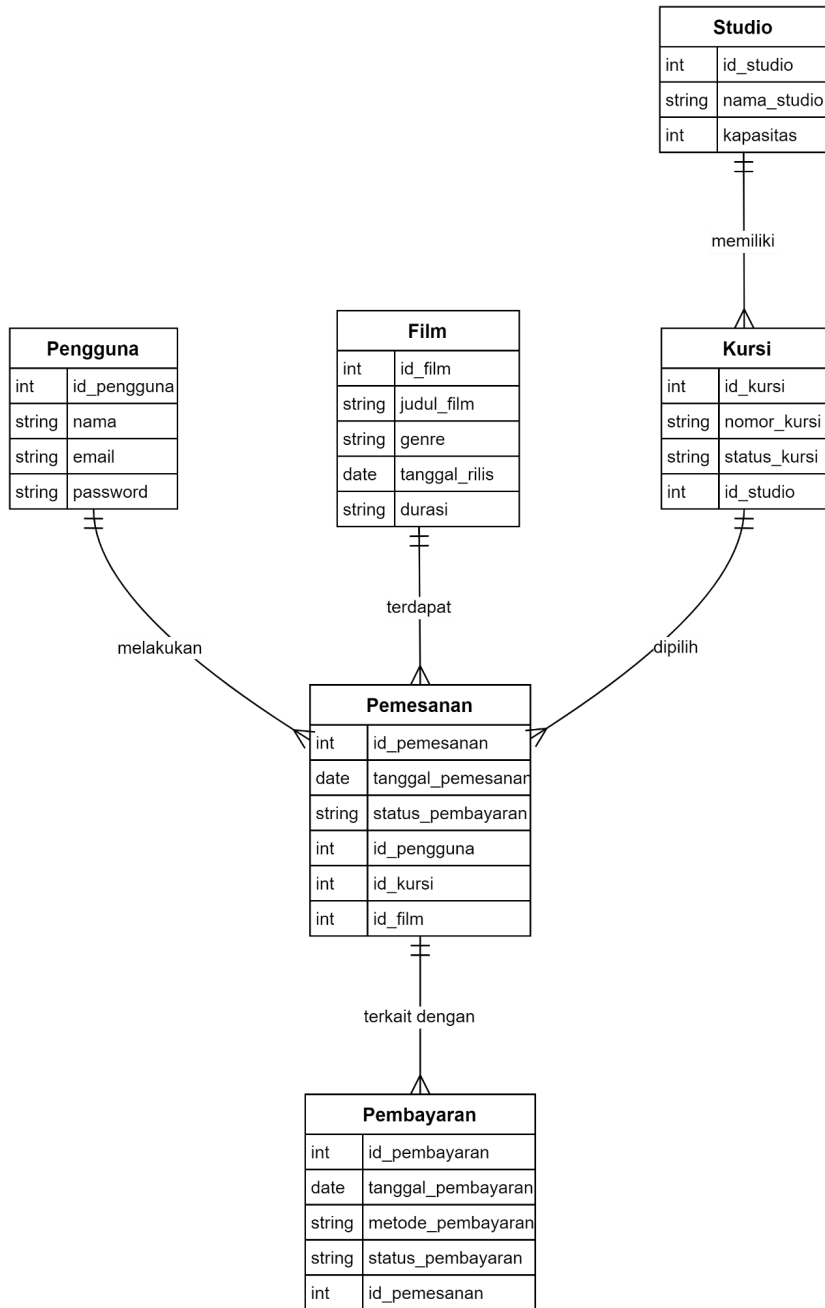 Studio
int id_studio
string nama_studio
int kapasitas
memiliki
Pengguna
int id_pengguna
string nama
string email
string password
Film
int id_film
string judul_film
string genre
date tanggal_rilis
string durasi
Kursi
int id_kursi
string nomor_kursi
string status_kursi
int id_studio
melakukan
terdapat
dipilih
Pemesanan
int id_pemesanan
date tanggal_pemesanan
string status_pembayaran
int id_pengguna
int id_kursi
int id_film
terkait dengan
Pembayaran
int id_pembayaran
date tanggal_pembayaran
string metode_pembayaran
string status_pembayaran
int id_pemesanan